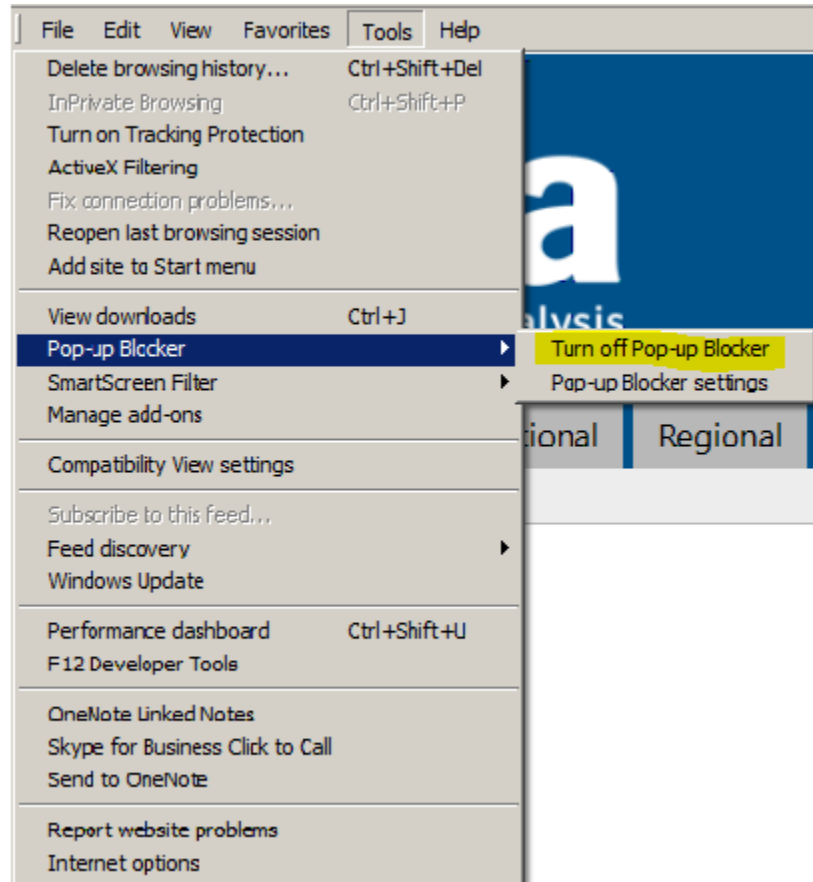 File Edit View Favorites Tools Help
Delete browsing history... Ctrl+Shift+Del
InPrivate Browsing Ctrl+Shift+P
Turn on Tracking Protection
ActiveX Filtering
Fix connection problems...
Reopen last browsing session
Add site to Start menu
View downloads Ctrl+J
Pop-up Blocker
Turn off Pop-up Blocker
Pop-up Blocker settings
SmartScreen Filter
Manage add-ons
Compatibility View settings
Subscribe to this feed...
Feed discovery
Windows Update
Performance dashboard Ctrl+Shift+U
F12 Developer Tools
OneNote Linked Notes
Skype for Business Click to Call
Send to OneNote
Report website problems
Internet options
a
alysis
tional Regional